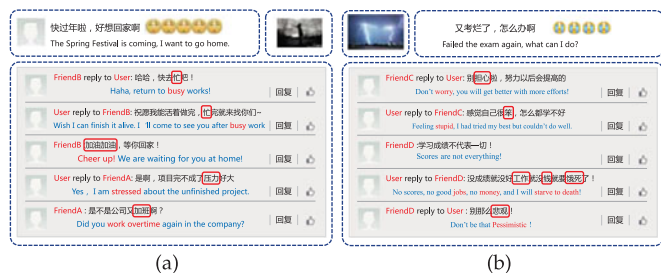 快过年啦，好想回家啊
The Spring Festival is coming, I want to go home.
FriendB reply to User: 哈哈，快去忙吧！
Haha, return to busy works!
回复
User reply to FriendB: 祝愿我能活着做完，忙完就来找你们~
Wish I can finish it alive. I 'll come to see you after busy work
回复
FriendB 加油加油，等你回家！
Cheer up! We are waiting for you at home!
回复
User reply to FriendA: 是啊，项目完不成了压力好大
Yes， I am stressed about the unfinished project.
回复
FriendA : 是不是公司又加班啊？
Did you work overtime again in the company?
回复
(a)
又考烂了，怎么办啊
Failed the exam again, what can I do?
FriendC reply to User: 别担心啦，努力以后会提高的
Don't worry, you will get better with more efforts!
回复
User reply to FriendC: 感觉自己很笨，怎么都学不好
Feeling stupid, I had tried my best but couldn't do well.
回复
FriendD :学习成绩不代表一切！
Scores are not everything!
回复
User reply to FriendD: 没成绩就没好工作就没钱就要饿死了！
No scores, no good jobs, no money, and I will starve to death!
回复
FriendD reply to User : 别那么悲观！
Don't be that Pessimistic !
回复
(b)